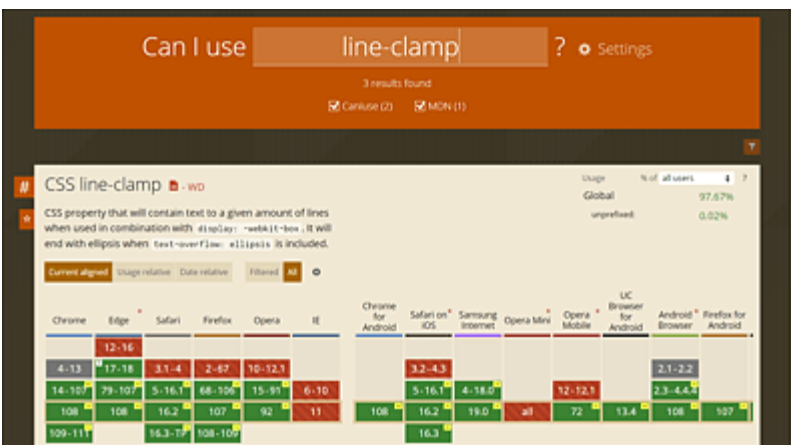 Can I use line-clamp ? Settings
3 results found
Caniuse (2) MDN (1)
# CSS line-clamp - WD
Usage % of all users ?
Global 97.67%
unprefixed: 0.02%
CSS property that will contain text to a given amount of lines
when used in combination with display: -webkit-box. It will
end with ellipsis when text-overflow: ellipsis is included.
Current aligned Usage relative Date relative Filtered All
Chrome Edge * Safari Firefox Opera IE Chrome for Android Safari on iOS * Samsung Internet Opera Mini Opera Mobile * UC Browser for Android Android Browser * Firefox for Android
12-16
4-13 17-18 3.1-4 2-67 10-12.1 3.2-4.3 2.1-2.2
14-107 79-107 5-16.1 68-106 15-91 6-10 5-16.1 4-18.0 12-12.1 2.3-4.4.4
108 108 16.2 107 92 11 108 16.2 19.0 all 72 13.4 108 107
109-111 16.3-TP 108-109 16.3